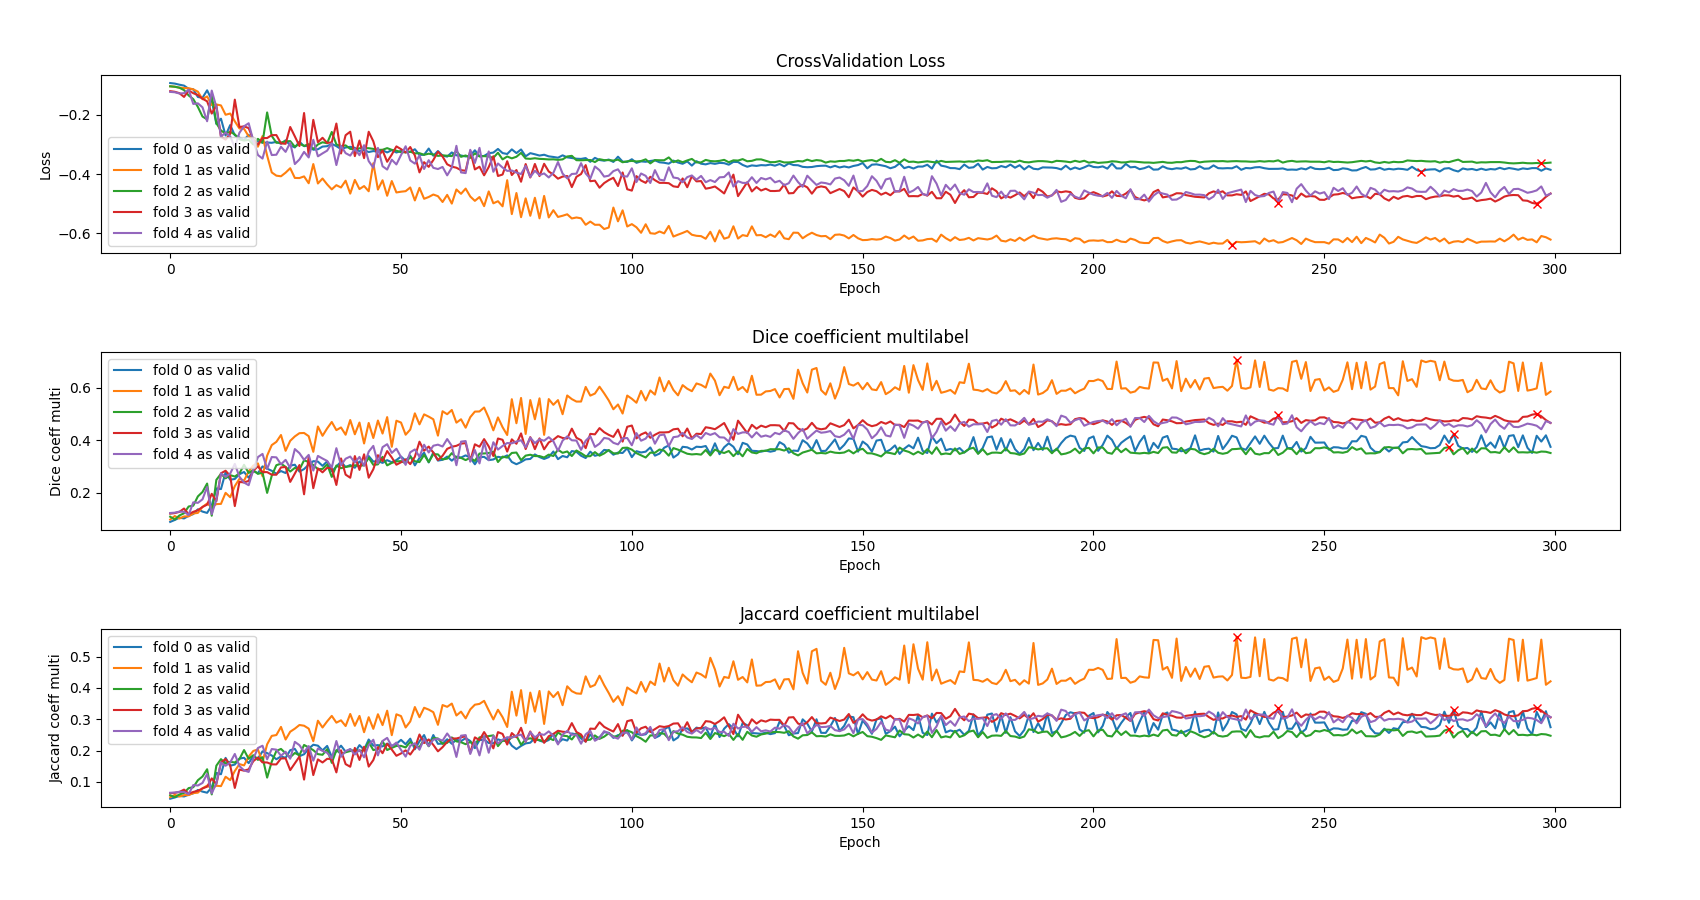 CrossValidation Loss
Loss
−0.2
−0.4
−0.6
fold 0 as valid
fold 1 as valid
fold 2 as valid
fold 3 as valid
fold 4 as valid
0 50 100 150 200 250 300
Epoch
Dice coefficient multilabel
Dice coeff multi
0.6
0.4
0.2
fold 0 as valid
fold 1 as valid
fold 2 as valid
fold 3 as valid
fold 4 as valid
0 50 100 150 200 250 300
Epoch
Jaccard coefficient multilabel
Jaccard coeff multi
0.5
0.4
0.3
0.2
0.1
fold 0 as valid
fold 1 as valid
fold 2 as valid
fold 3 as valid
fold 4 as valid
0 50 100 150 200 250 300
Epoch